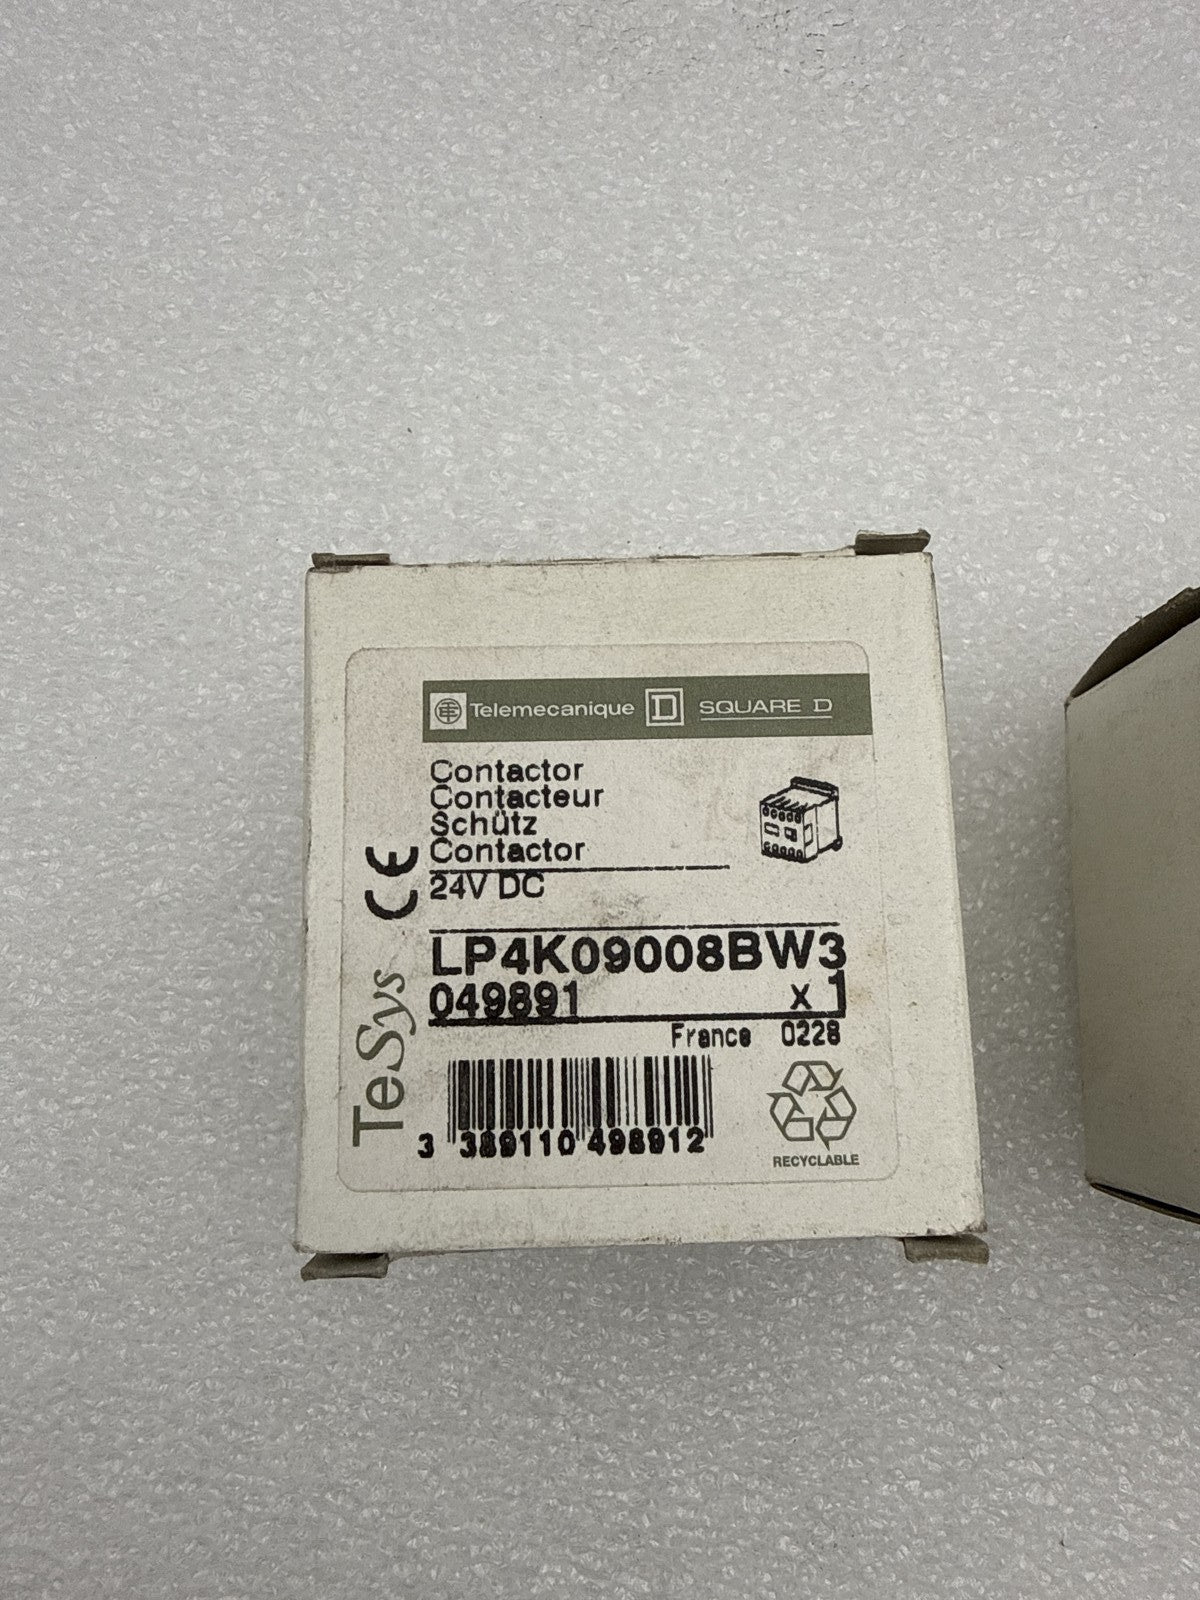 Telemecanique D SQUARE D
Contactor
Contacteur
Schütz
Contactor
24V DC
CE
LP4K09008BW3
049891 x 1
France 0228
TeSys
3 389110 498912
RECYCLABLE